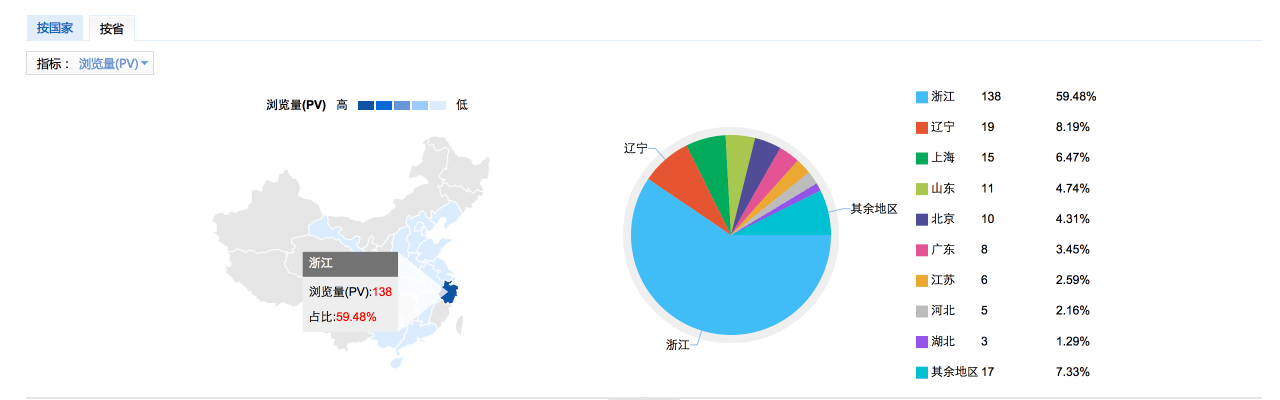 按国家 按省
指标： 浏览量(PV)
浏览量(PV) 高 低
浙江
浏览量(PV):138
占比:59.48%
辽宁
其余地区
浙江
浙江 138 59.48%
辽宁 19 8.19%
上海 15 6.47%
山东 11 4.74%
北京 10 4.31%
广东 8 3.45%
江苏 6 2.59%
河北 5 2.16%
湖北 3 1.29%
其余地区 17 7.33%